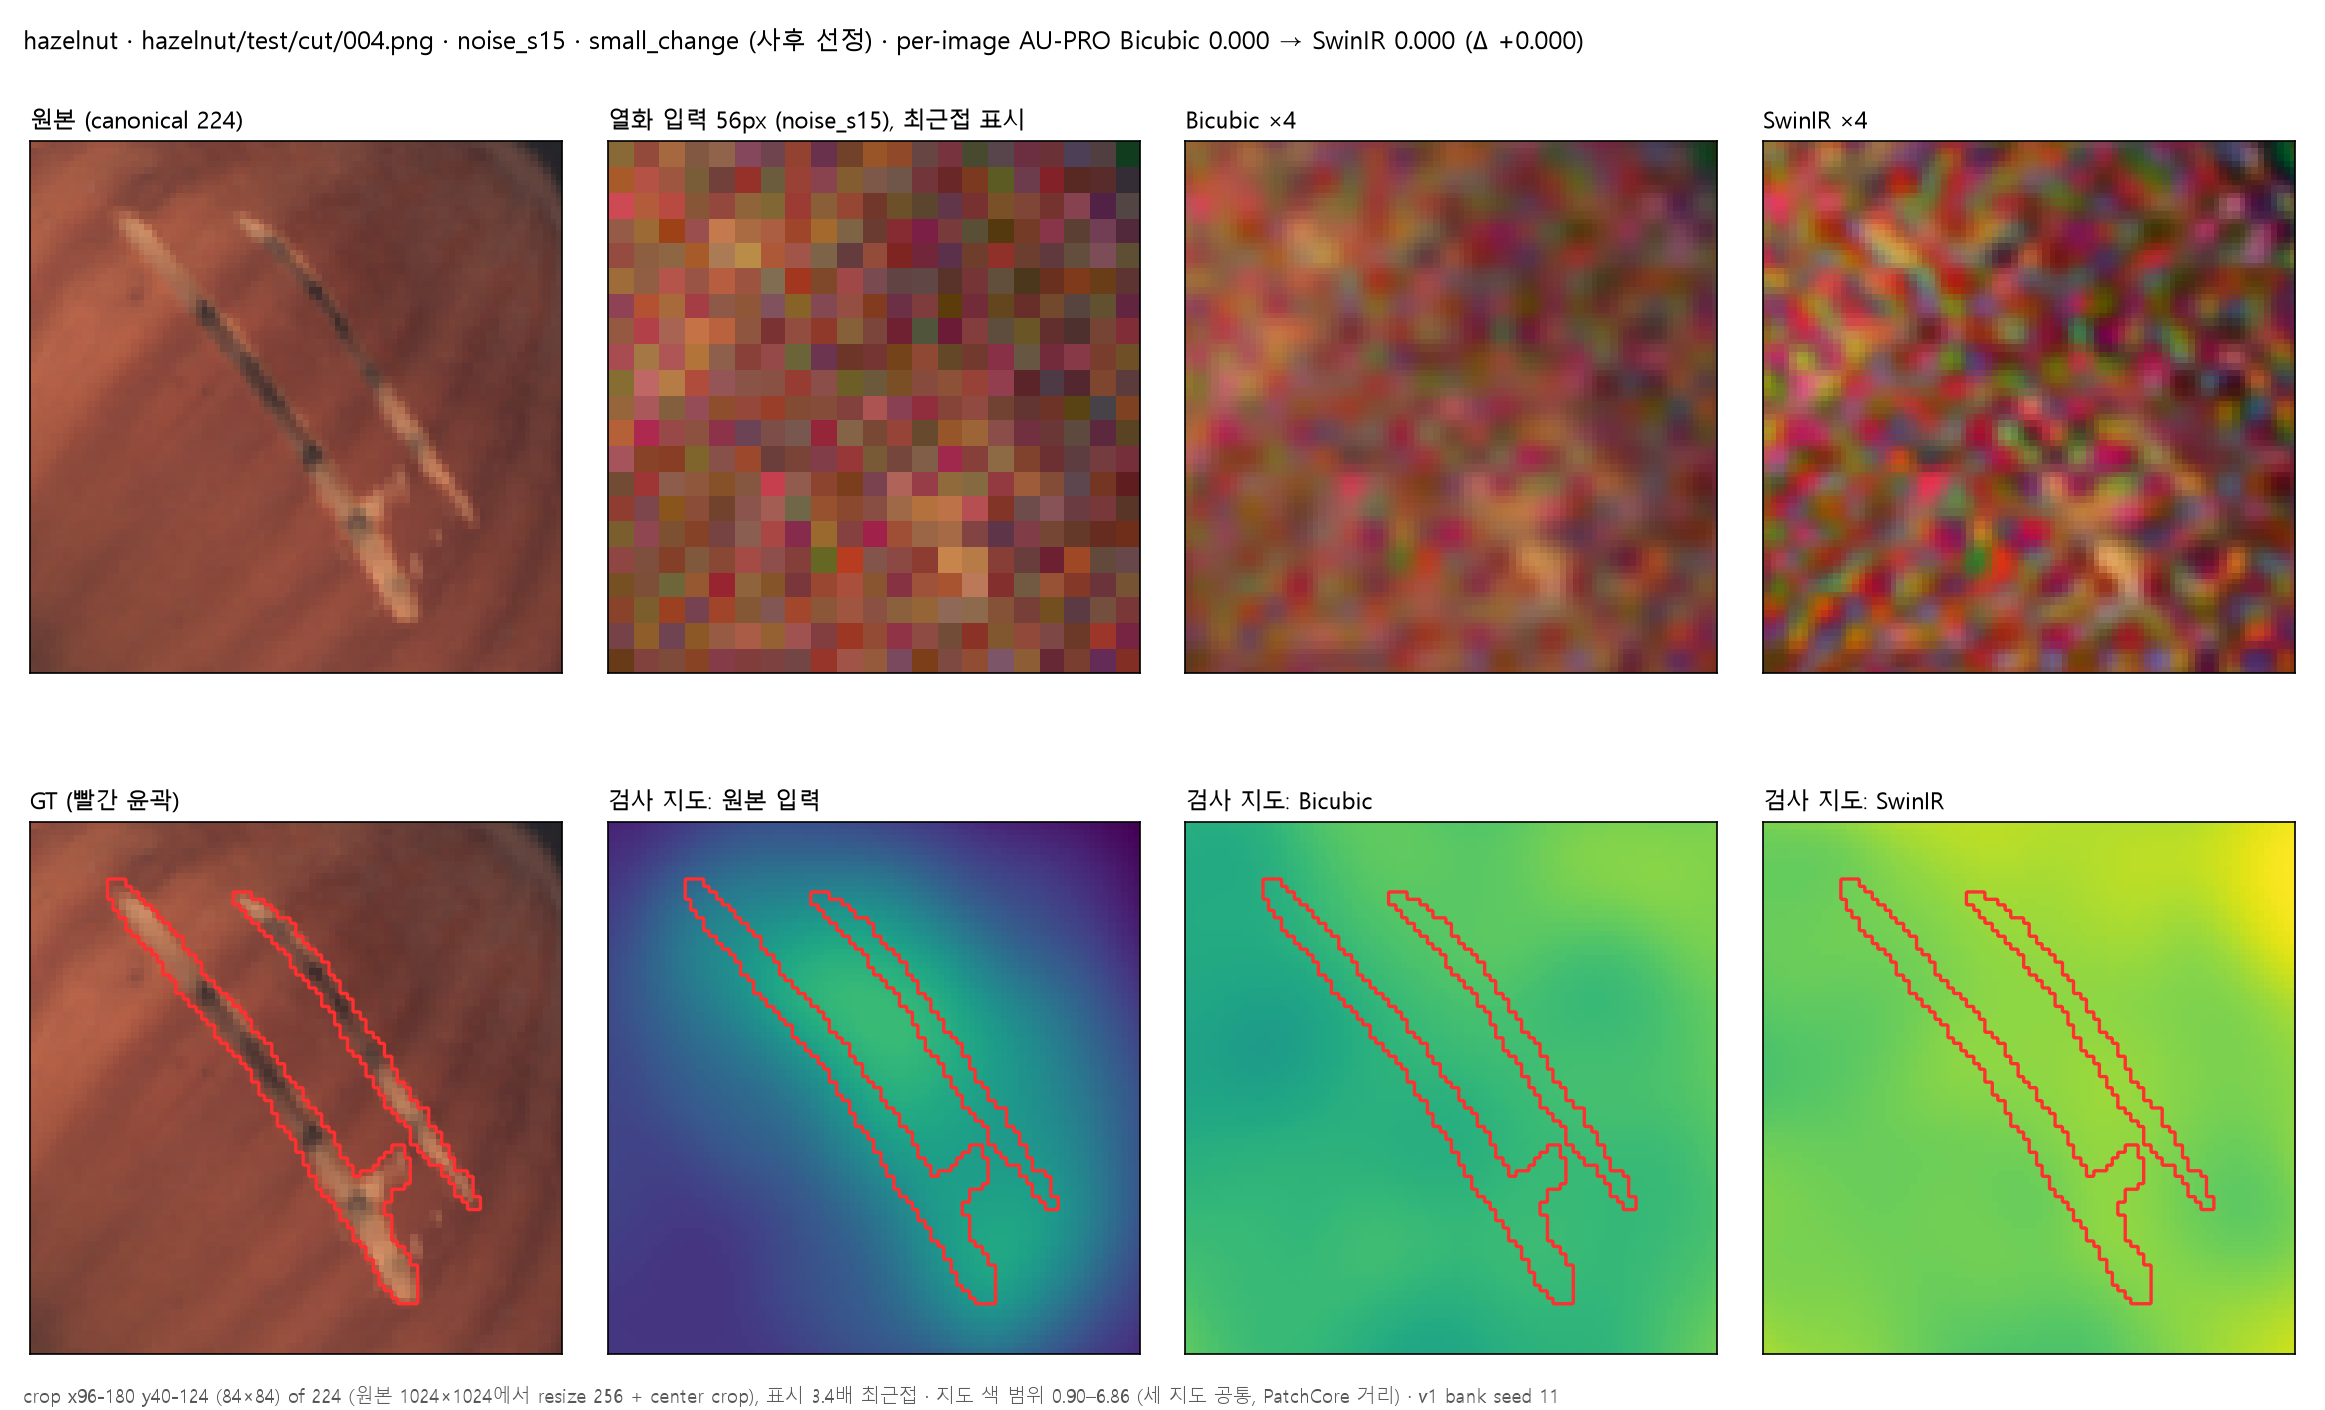 hazelnut · hazelnut/test/cut/004.png · noise_s15 · small_change (사후 선정) · per-image AU-PRO Bicubic 0.000 → SwinIR 0.000 (Δ +0.000)
원본 (canonical 224)
열화 입력 56px (noise_s15), 최근접 표시
Bicubic ×4
SwinIR ×4
GT (빨간 윤곽)
검사 지도: 원본 입력
검사 지도: Bicubic
검사 지도: SwinIR
crop x96-180 y40-124 (84×84) of 224 (원본 1024×1024에서 resize 256 + center crop), 표시 3.4배 최근접 · 지도 색 범위 0.90–6.86 (세 지도 공통, PatchCore 거리) · v1 bank seed 11